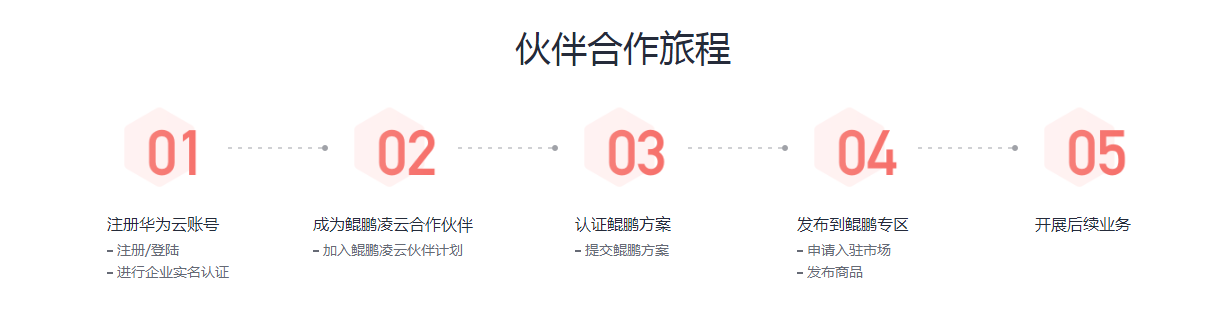 伙伴合作旅程
01
02
03
04
05
注册华为云账号
- 注册/登陆
- 进行企业实名认证
成为鲲鹏凌云合作伙伴
- 加入鲲鹏凌云伙伴计划
认证鲲鹏方案
- 提交鲲鹏方案
发布到鲲鹏专区
- 申请入驻市场
- 发布商品
开展后续业务